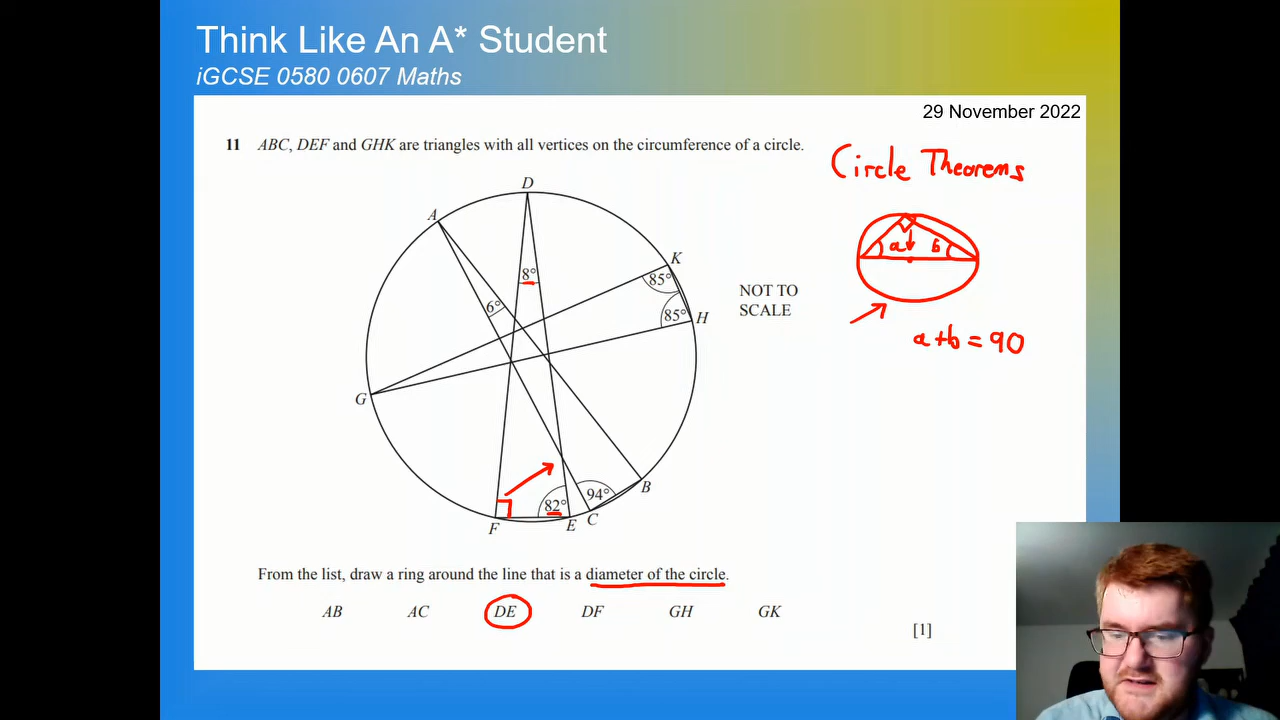 Think Like An A* Student
iGCSE 0580 0607 Maths
29 November 2022
11 ABC, DEF and GHK are triangles with all vertices on the circumference of a circle.
Circle Theorems
D
A
K
8°
85°
6°
NOT TO
SCALE
85°
H
a b
a+b=90
G
94°
B
82°
F
E
C
From the list, draw a ring around the line that is a diameter of the circle.
AB AC DE DF GH GK
[1]